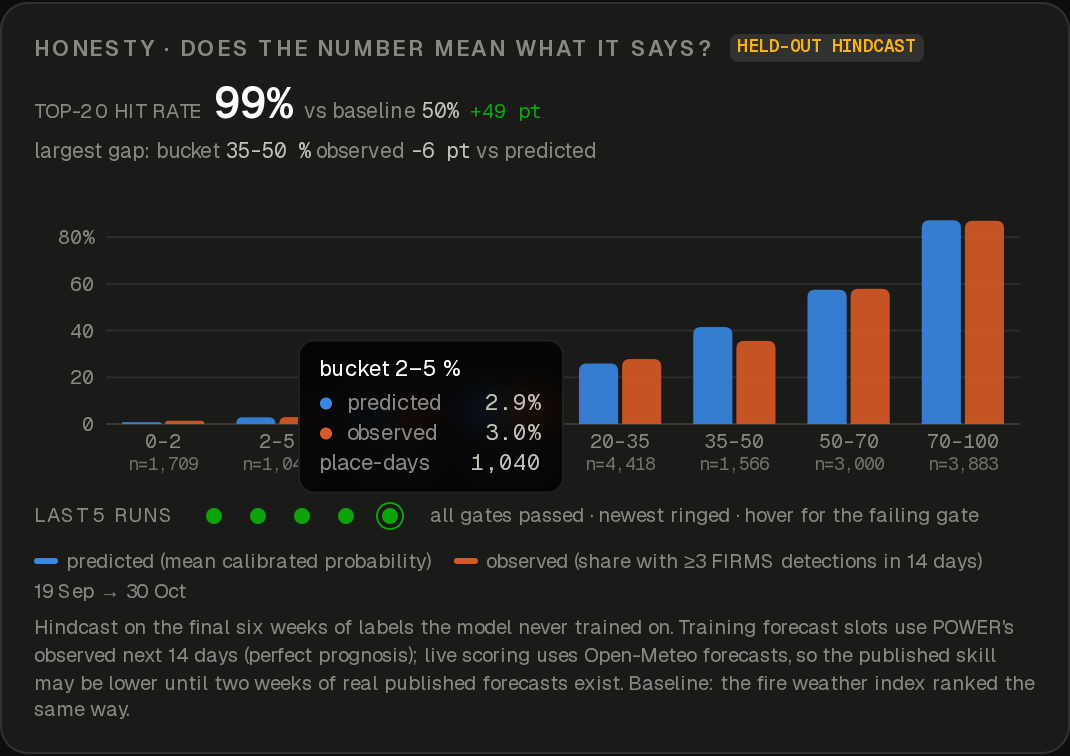 HONESTY · DOES THE NUMBER MEAN WHAT IT SAYS? HELD-OUT HINDCAST
TOP-20 HIT RATE 99% vs baseline 50% +49 pt
largest gap: bucket 35-50 % observed -6 pt vs predicted
80%
60
40
20
0
bucket 2–5 %
predicted 2.9%
observed 3.0%
place-days 1,040
0-2 2-5 20-35 35-50 50-70 70-100
n=1,709 n=1,04 n=4,418 n=1,566 n=3,000 n=3,883
LAST 5 RUNS all gates passed · newest ringed · hover for the failing gate
predicted (mean calibrated probability) observed (share with ≥3 FIRMS detections in 14 days)
19 Sep → 30 Oct
Hindcast on the final six weeks of labels the model never trained on. Training forecast slots use POWER's
observed next 14 days (perfect prognosis); live scoring uses Open-Meteo forecasts, so the published skill
may be lower until two weeks of real published forecasts exist. Baseline: the fire weather index ranked the
same way.